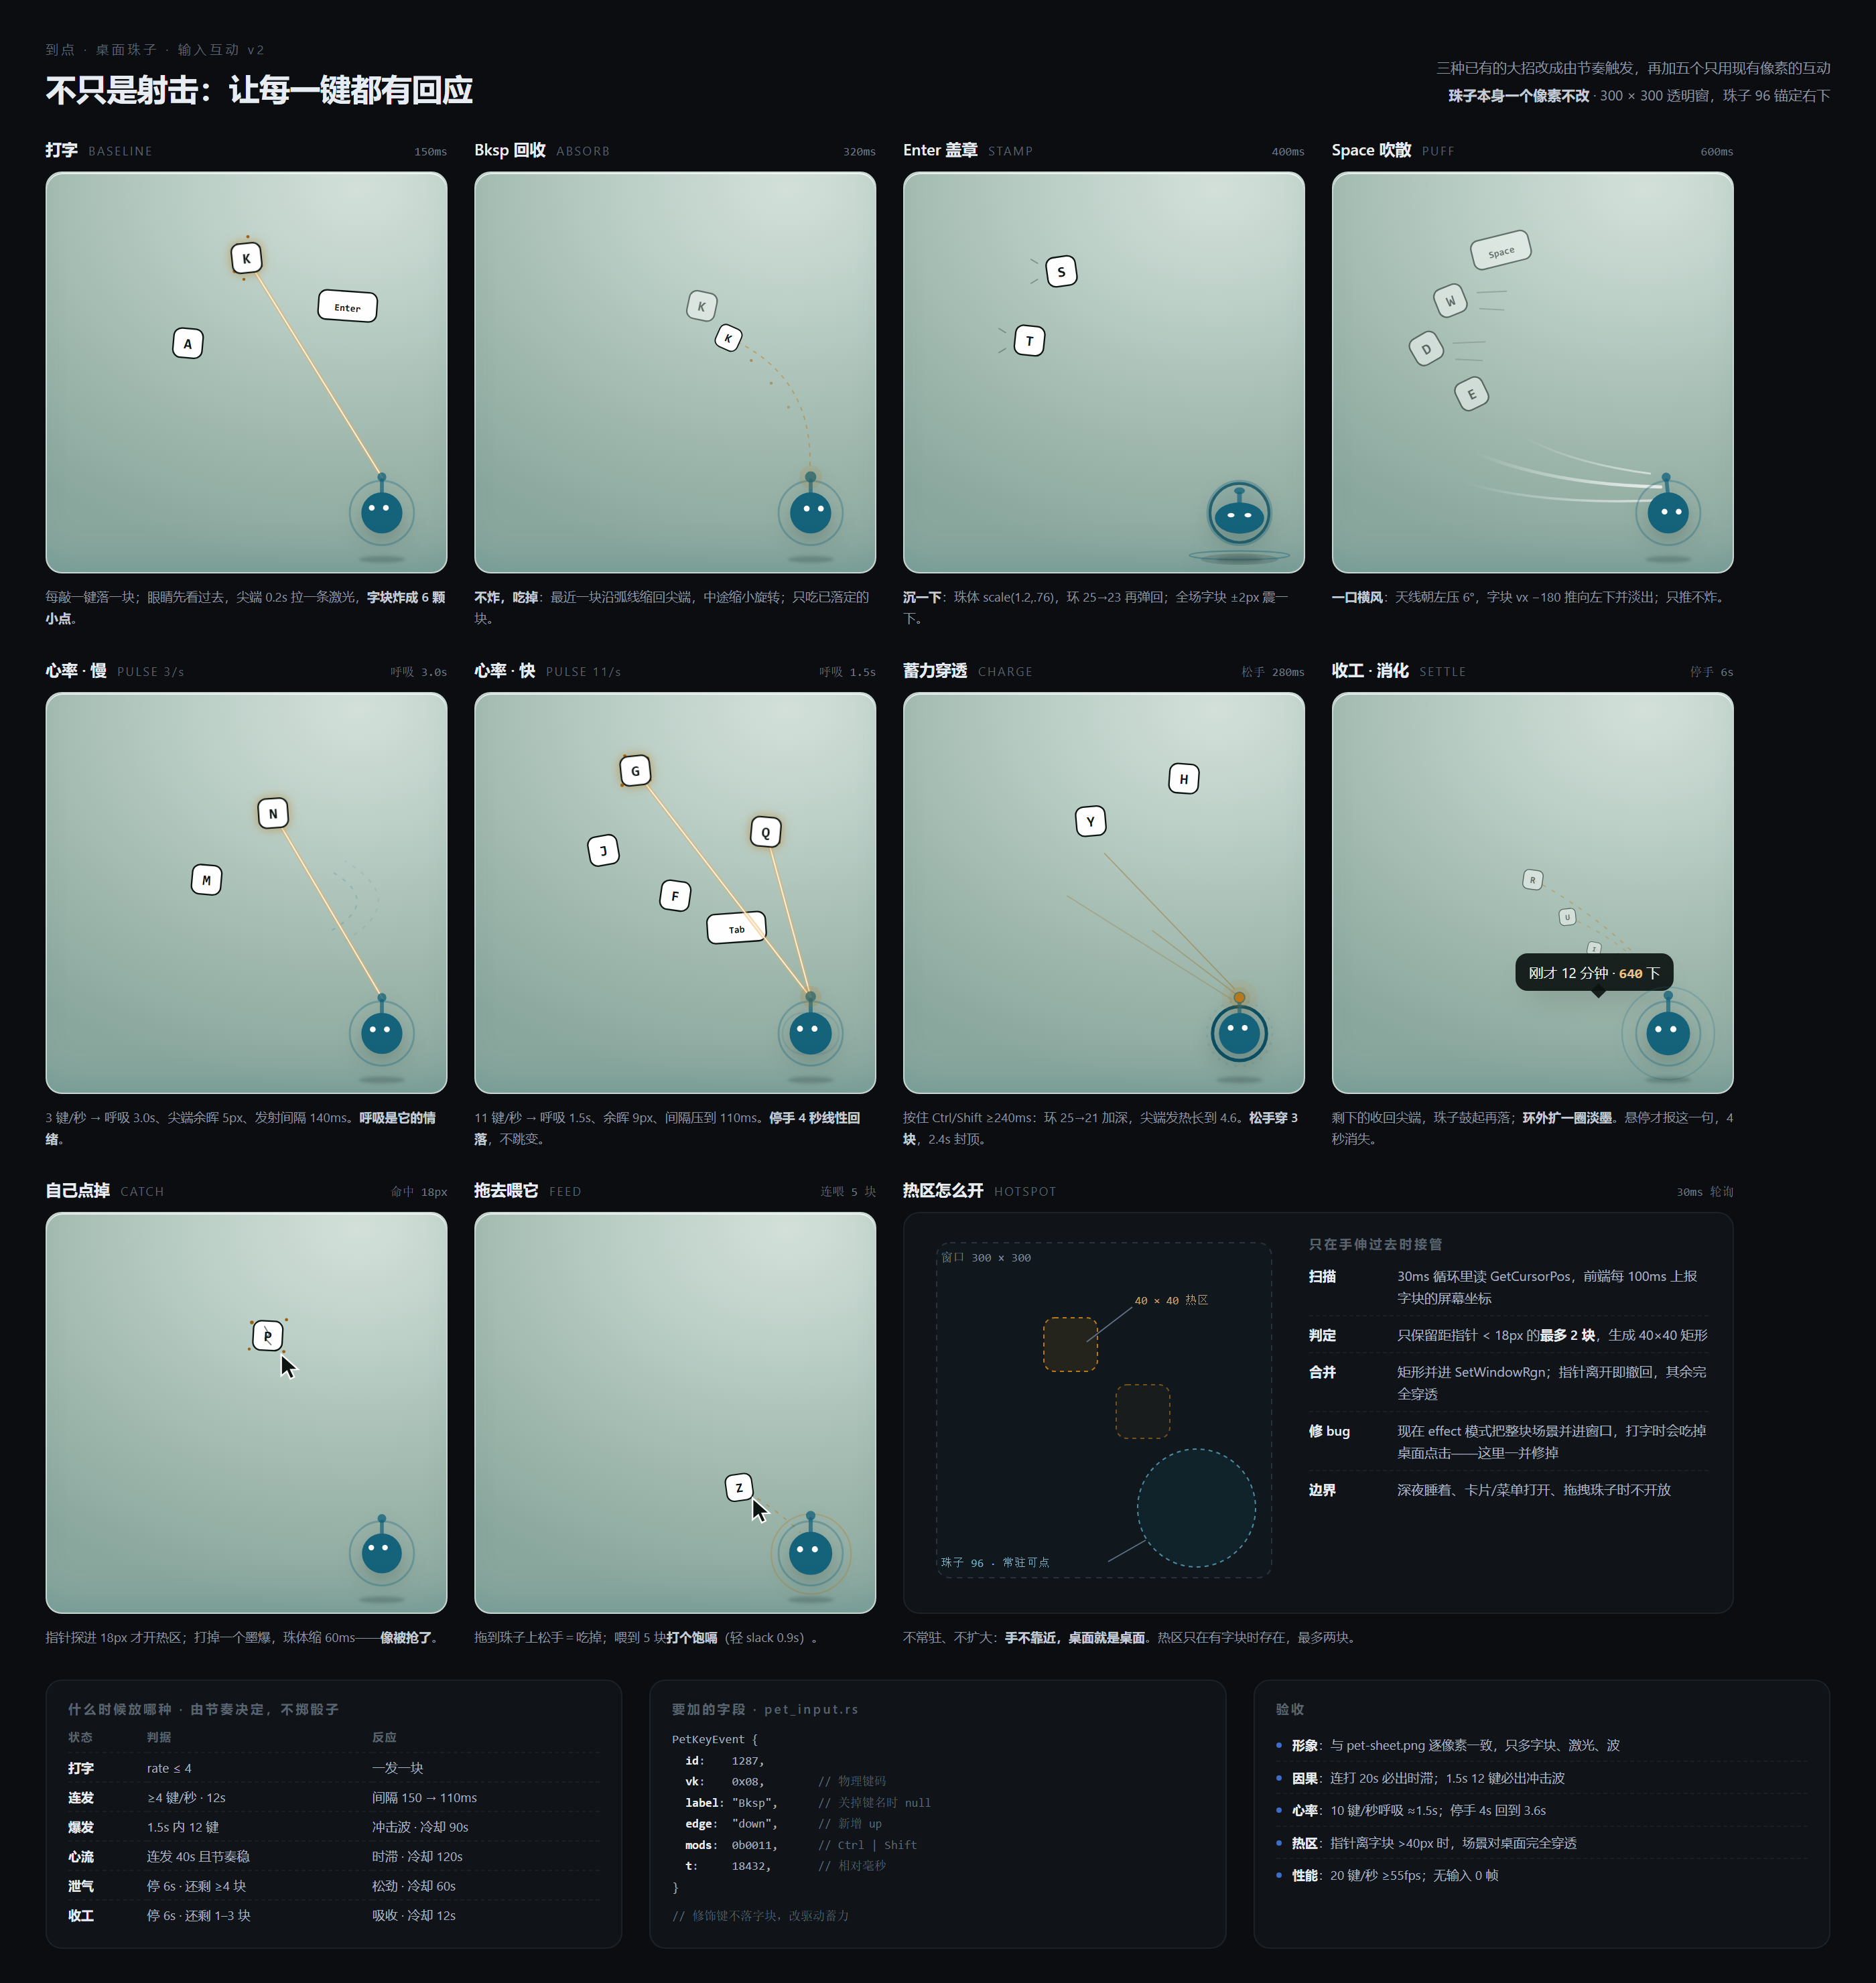 到点 · 桌面珠子 · 输入互动 v2
不只是射击：让每一键都有回应
三种已有的大招改成由节奏触发，再加五个只用现有像素的互动
珠子本身一个像素不改 · 300 × 300 透明窗，珠子 96 锚定右下
打字 BASELINE 150ms
K
Enter
A
每敲一键落一块；眼睛先看过去，尖端 0.2s 拉一条激光，字块炸成 6 颗
小点。
Bksp 回收 ABSORB 320ms
K
K
不炸，吃掉：最近一块沿弧线缩回尖端，中途缩小旋转；只吃已落定的
块。
Enter 盖章 STAMP 400ms
S
T
沉一下：珠体 scale(1.2,.76)，环 25→23 再弹回；全场字块 ±2px 震一
下。
Space 吹散 PUFF 600ms
Space
W
D
E
一口横风：天线朝左压 6°，字块 vx −180 推向左下并淡出；只推不炸。
心率 · 慢 PULSE 3/s 呼吸 3.0s
N
M
3 键/秒 → 呼吸 3.0s、尖端余晖 5px、发射间隔 140ms。呼吸是它的情
绪。
心率 · 快 PULSE 11/s 呼吸 1.5s
G
Q
J
F
Tab
11 键/秒 → 呼吸 1.5s、余晖 9px、间隔压到 110ms。停手 4 秒线性回
落，不跳变。
蓄力穿透 CHARGE 松手 280ms
H
Y
按住 Ctrl/Shift ≥240ms：环 25→21 加深，尖端发热长到 4.6。松手穿 3
块，2.4s 封顶。
收工 · 消化 SETTLE 停手 6s
R
U
I
刚才 12 分钟 · 640 下
剩下的收回尖端，珠子鼓起再落；环外扩一圈淡墨。悬停才报这一句，4
秒消失。
自己点掉 CATCH 命中 18px
P
指针探进 18px 才开热区；打掉一个墨爆，珠体缩 60ms——像被抢了。
拖去喂它 FEED 连喂 5 块
Z
拖到珠子上松手＝吃掉；喂到 5 块打个饱嗝（轻 slack 0.9s）。
热区怎么开 HOTSPOT 30ms 轮询
窗口 300 × 300
40 × 40 热区
珠子 96 · 常驻可点
只在手伸过去时接管
扫描 30ms 循环里读 GetCursorPos，前端每 100ms 上报
字块的屏幕坐标
判定 只保留距指针 < 18px 的最多 2 块，生成 40×40 矩形
合并 矩形并进 SetWindowRgn；指针离开即撤回，其余完
全穿透
修 bug 现在 effect 模式把整块场景并进窗口，打字时会吃掉
桌面点击——这里一并修掉
边界 深夜睡着、卡片/菜单打开、拖拽珠子时不开放
不常驻、不扩大：手不靠近，桌面就是桌面。热区只在有字块时存在，最多两块。
什么时候放哪种 · 由节奏决定，不掷骰子
状态 判据 反应
打字 rate ≤ 4 一发一块
连发 ≥4 键/秒 · 12s 间隔 150 → 110ms
爆发 1.5s 内 12 键 冲击波 · 冷却 90s
心流 连发 40s 且节奏稳 时滞 · 冷却 120s
泄气 停 6s · 还剩 ≥4 块 松劲 · 冷却 60s
收工 停 6s · 还剩 1–3 块 吸收 · 冷却 12s
要加的字段 · pet_input.rs
PetKeyEvent {
id: 1287,
vk: 0x08, // 物理键码
label: "Bksp", // 关掉键名时 null
edge: "down", // 新增 up
mods: 0b0011, // Ctrl | Shift
t: 18432, // 相对毫秒
}
// 修饰键不落字块，改驱动蓄力
验收
形象：与 pet-sheet.png 逐像素一致，只多字块、激光、波
因果：连打 20s 必出时滞；1.5s 12 键必出冲击波
心率：10 键/秒呼吸 ≈1.5s；停手 4s 回到 3.6s
热区：指针离字块 >40px 时，场景对桌面完全穿透
性能：20 键/秒 ≥55fps；无输入 0 帧